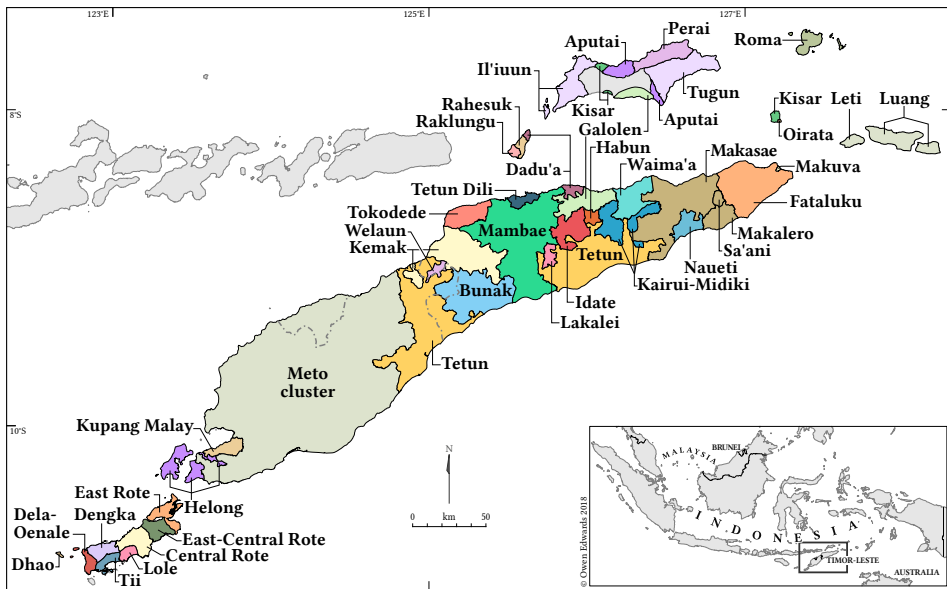 123°E
125°E
127°E
8°S
10°S
Perai
Aputai
Roma
Il'iuun
Tugun
Kisar
Kisar
Leti
Luang
Rahesuk
Raklungu
Galolen
Aputai
Oirata
Habun
Dadu'a
Waima'a
Makasae
Makuva
Tetun Dili
Fataluku
Tokodede
Mambae
Welaun
Kemak
Makalero
Tetun
Sa'ani
Naueti
Kairui-Midiki
Bunak
Idate
Lakalei
Tetun
Meto
cluster
Kupang Malay
N
East Rote
Helong
Dela-
Oenale
Dengka
East-Central Rote
Central Rote
Dhao
Lole
Tii
0
20
km
50
MALAYSIA
BRUNEI
INDONESIA
TIMOR-LESTE
AUSTRALIA
© Owen Edwards 2018